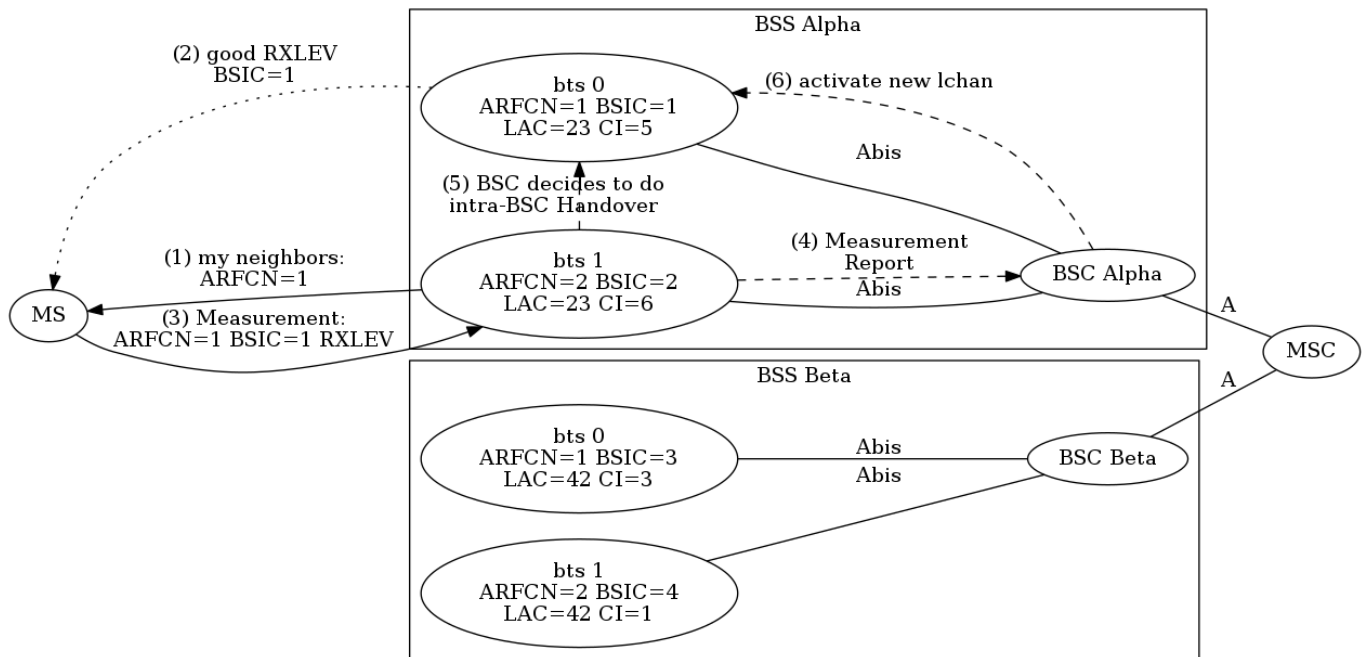 BSS Alpha
(2) good RXLEV
BSIC=1
bts 0
ARFCN=1 BSIC=1
LAC=23 CI=5
(6) activate new lchan
Abis
(5) BSC decides to do
intra-BSC Handover
(1) my neighbors:
ARFCN=1
bts 1
ARFCN=2 BSIC=2
LAC=23 CI=6
(4) Measurement
Report
Abis
BSC Alpha
MS
(3) Measurement:
ARFCN=1 BSIC=1 RXLEV
A
MSC
A
BSS Beta
bts 0
ARFCN=1 BSIC=3
LAC=42 CI=3
Abis
Abis
BSC Beta
bts 1
ARFCN=2 BSIC=4
LAC=42 CI=1